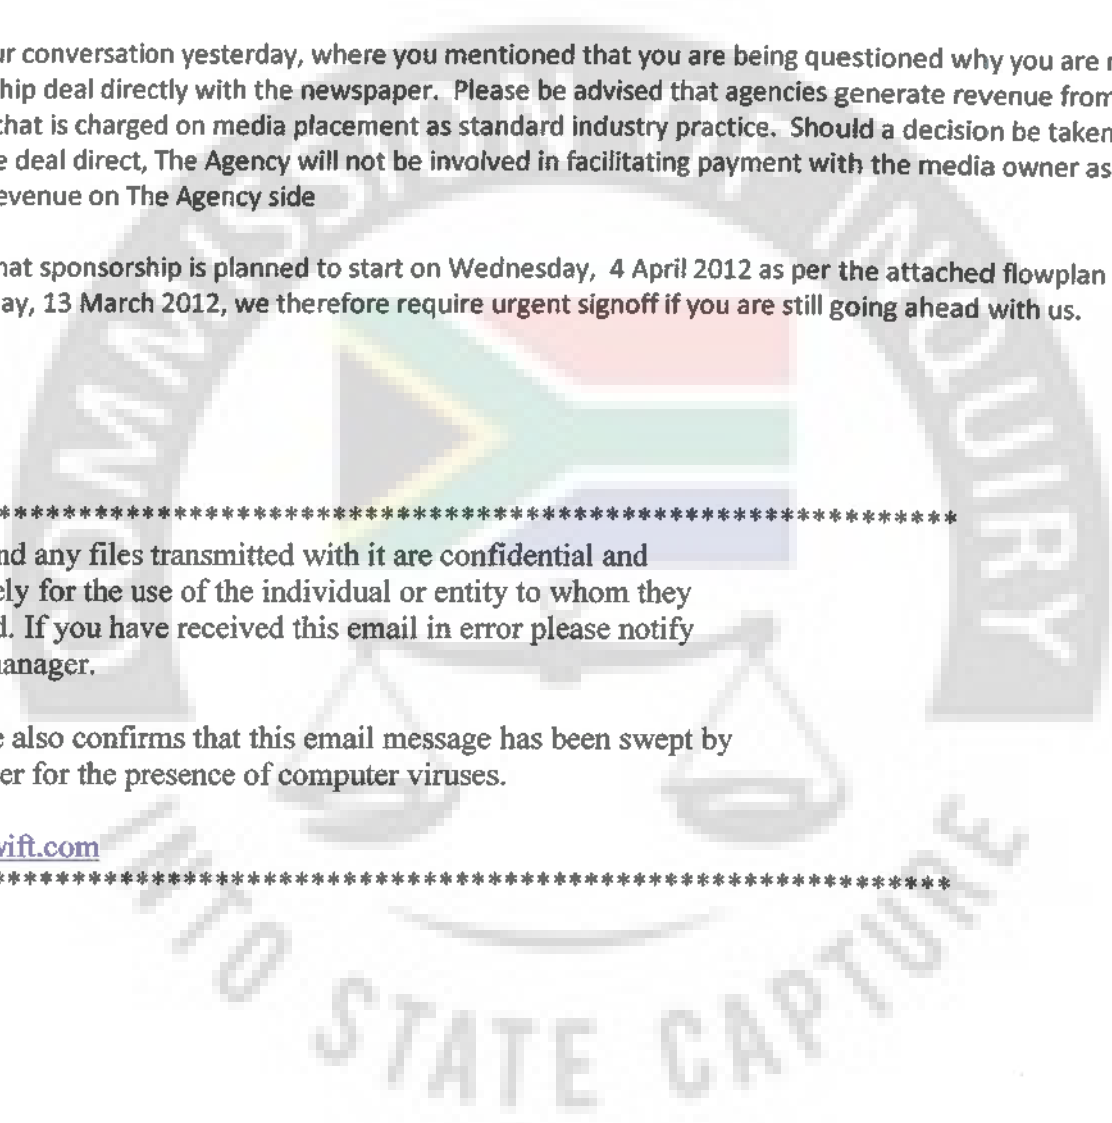 ur conversation yesterday, where you mentioned that you are being questioned why you are
hip deal directly with the newspaper. Please be advised that agencies generate revenue from
that is charged on media placement as standard industry practice. Should a decision be taken
e deal direct, The Agency will not be involved in facilitating payment with the media owner as
evenue on The Agency side
hat sponsorship is planned to start on Wednesday, 4 April 2012 as per the attached flowplan
ay, 13 March 2012, we therefore require urgent signoff if you are still going ahead with us.
************************************************************
nd any files transmitted with it are confidential and
ely for the use of the individual or entity to whom they
d. If you have received this email in error please notify
nanager.
e also confirms that this email message has been swept by
er for the presence of computer viruses.
wift.com
************************************************************
COMMISSION OF INQUIRY
INTO STATE CAPTURE